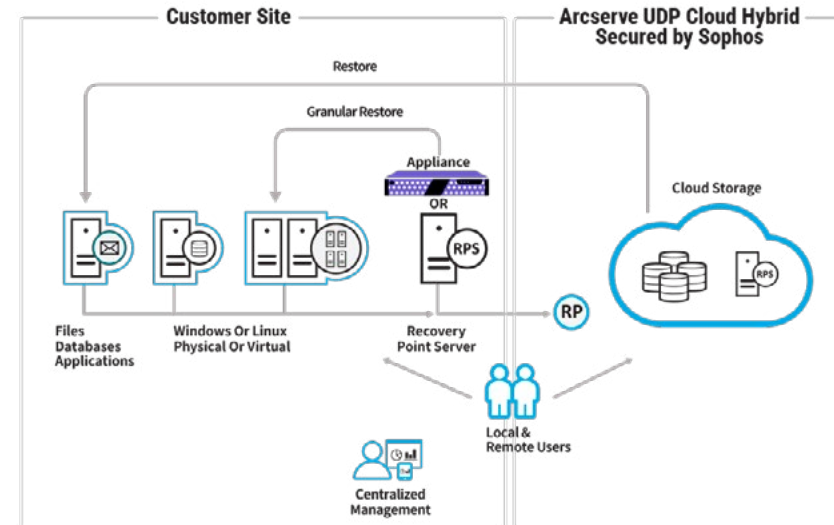 Customer Site
Arcserve UDP Cloud Hybrid
Secured by Sophos
Restore
Granular Restore
Appliance
OR
RPS
Cloud Storage
RPS
RP
Files
Databases
Applications
Windows Or Linux
Physical Or Virtual
Recovery
Point Server
Local &
Remote Users
Centralized
Management